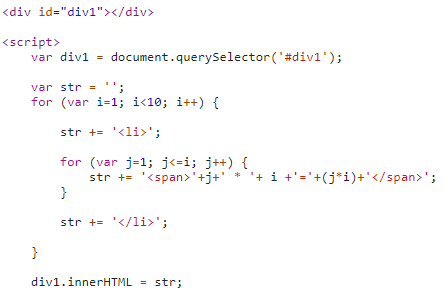 <div id="div1"></div>
<script>
var div1 = document.querySelector('#div1');
var str = '';
for (var i=1; i<10; i++) {
str += '<li>';
for (var j=1; j<=i; j++) {
str += '<span>'+j+' * '+ i +'='+(j*i)+'</span>';
}
str += '</li>';
}
div1.innerHTML = str;